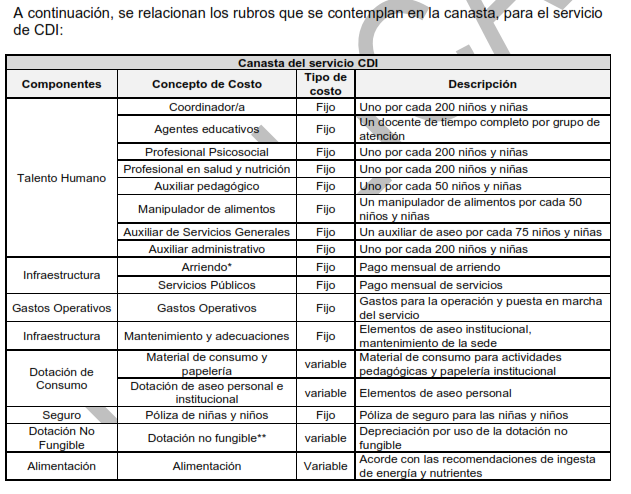 A continuación, se relacionan los rubros que se contemplan en la canasta, para el servicio
de CDI:
Canasta del servicio CDI
Componentes Concepto de Costo Tipo de costo Descripción
Talento Humano
Coordinador/a Fijo Uno por cada 200 niños y niñas
Agentes educativos Fijo Un docente de tiempo completo por grupo de
atención
Profesional Psicosocial Fijo Uno por cada 200 niños y niñas
Profesional en salud y nutrición Fijo Uno por cada 200 niños y niñas
Auxiliar pedagógico Fijo Uno por cada 50 niños y niñas
Manipulador de alimentos Fijo Un manipulador de alimentos por cada 50
niños y niñas
Auxiliar de Servicios Generales Fijo Un auxiliar de aseo por cada 75 niños y niñas
Auxiliar administrativo Fijo Uno por cada 200 niños y niñas
Infraestructura
Arriendo* Fijo Pago mensual de arriendo
Servicios Públicos Fijo Pago mensual de servicios
Gastos Operativos Gastos Operativos Fijo Gastos para la operación y puesta en marcha
del servicio
Infraestructura Mantenimiento y adecuaciones Fijo Elementos de aseo institucional,
mantenimiento de la sede
Dotación de
Consumo
Material de consumo y
papelería variable Material de consumo para actividades
pedagógicas y papelería institucional
Dotación de aseo personal e
institucional variable Elementos de aseo personal
Seguro Póliza de niñas y niños Fijo Póliza de seguro para las niñas y niños
Dotación No
Fungible Dotación no fungible** variable Depreciación por uso de la dotación no
fungible
Alimentación Alimentación Variable Acorde con las recomendaciones de ingesta
de energía y nutrientes